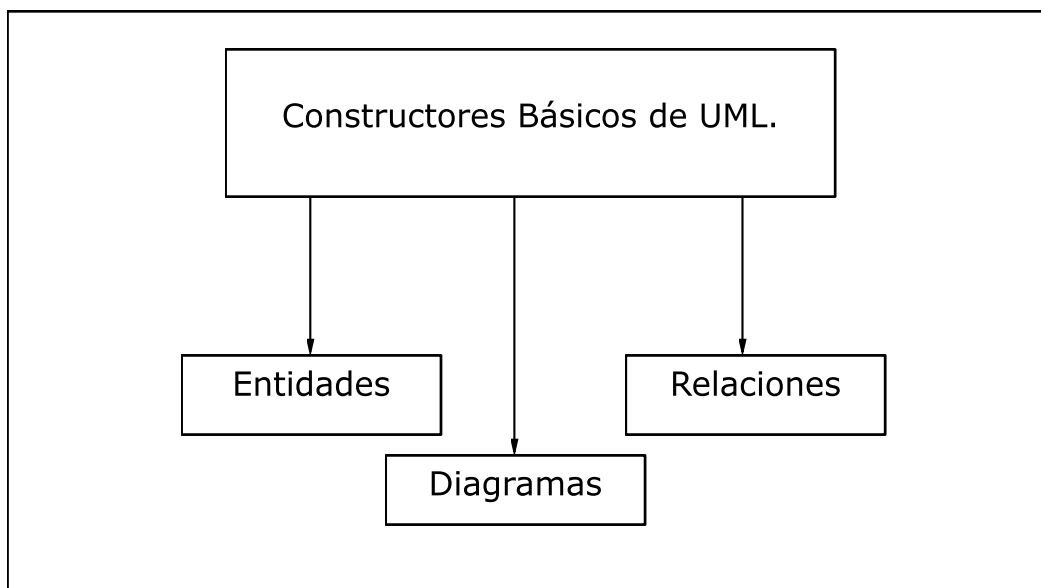 Constructores Básicos de UML.
Entidades
Relaciones
Diagramas